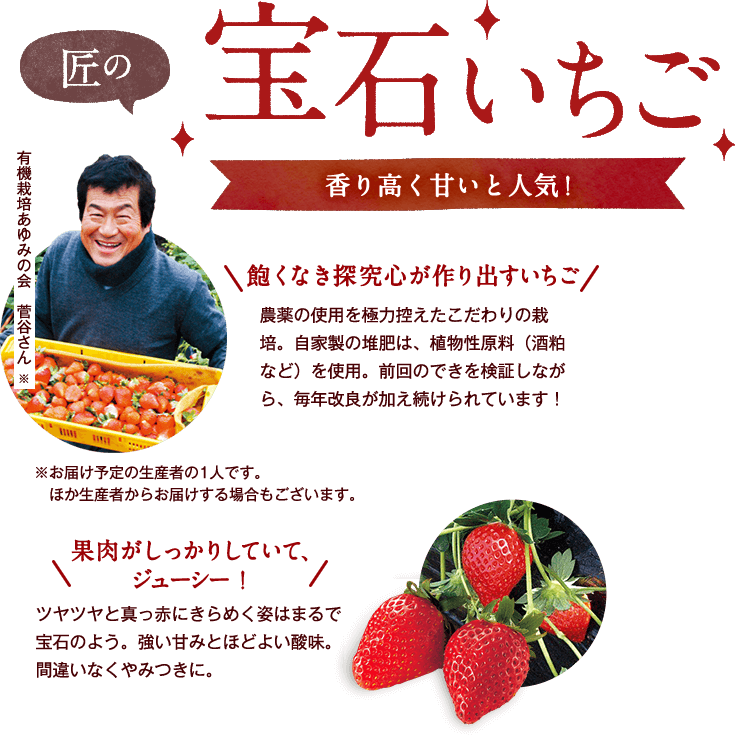 匠の
宝石いちご
香り高く甘いと人気！
有機栽培あゆみの会　菅谷さん ※
飽くなき探究心が作り出すいちご
農薬の使用を極力控えたこだわりの栽
培。自家製の堆肥は、植物性原料（酒粕
など）を使用。前回のできを検証しなが
ら、毎年改良が加え続けられています！
※お届け予定の生産者の1人です。
ほか生産者からお届けする場合もございます。
果肉がしっかりしていて、
ジューシー！
ツヤツヤと真っ赤にきらめく姿はまるで
宝石のよう。強い甘みとほどよい酸味。
間違いなくやみつきに。